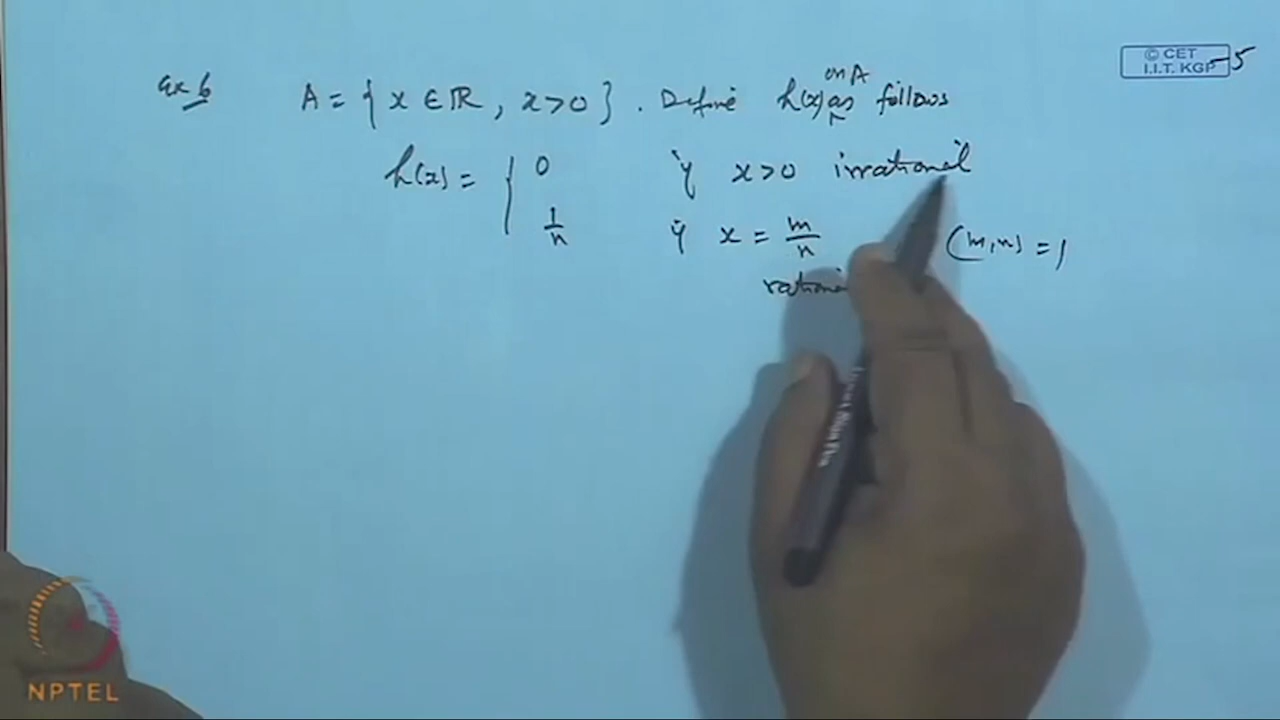 Ex 6 A = { x ∈ ℝ, x>0 }. Define h(x) on A as follows
h(x) = { 0 if x>0 irrational
1/n if x = m/n (m,n) = 1
rational
© CET
I.I.T. KGP -5
NPTEL